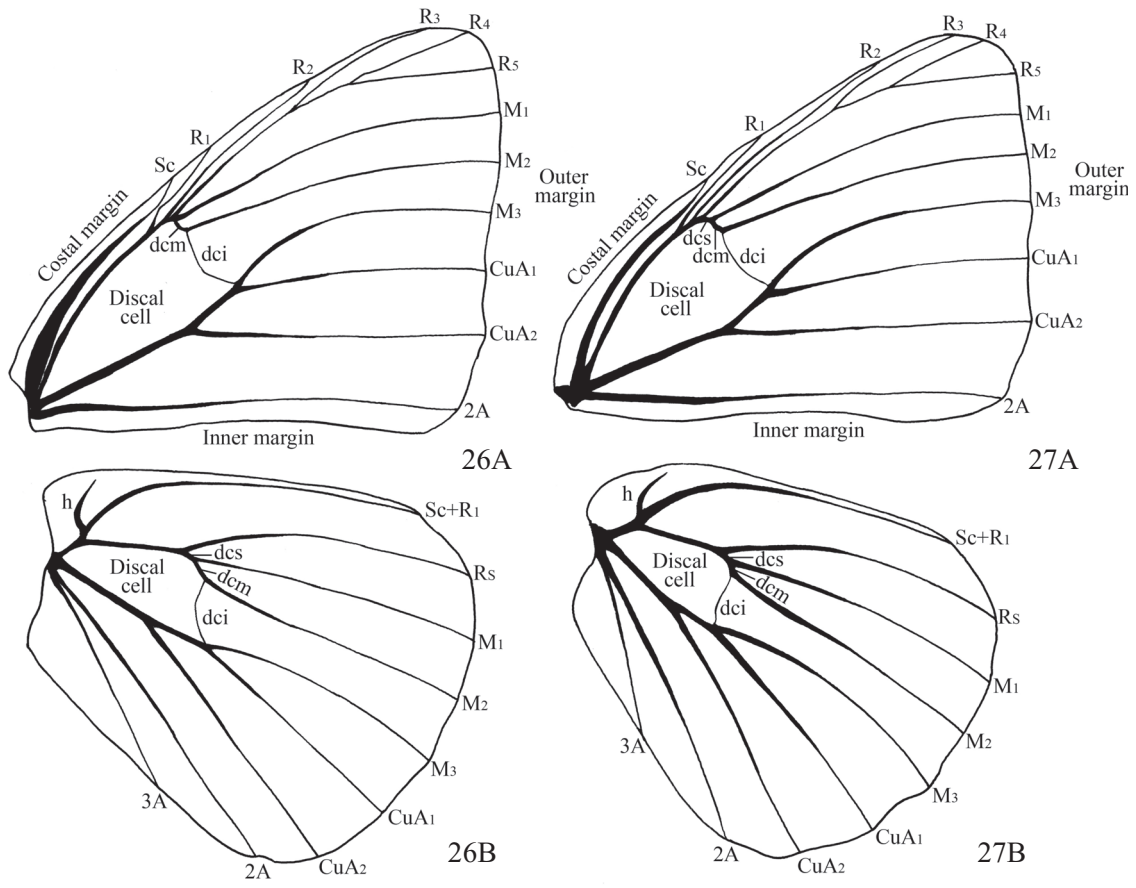 R3
R4
R2
R5
M1
R1
Sc
M2
Outer
margin
M3
Costal margin
dcm
dci
CuA1
Discal
cell
CuA2
2A
Inner margin
26A
R3
R4
R2
R5
M1
R1
M2
Sc
Outer
margin
M3
Costal margin
dcs
dcm
dci
CuA1
Discal
cell
CuA2
2A
Inner margin
27A
h
Sc+R1
dcs
Discal
cell
dcm
Rs
dci
M1
M2
M3
3A
CuA1
2A
CuA2
26B
h
Sc+R1
dcs
Discal
cell
dcm
dci
Rs
M1
M2
3A
M3
CuA1
2A
CuA2
27B